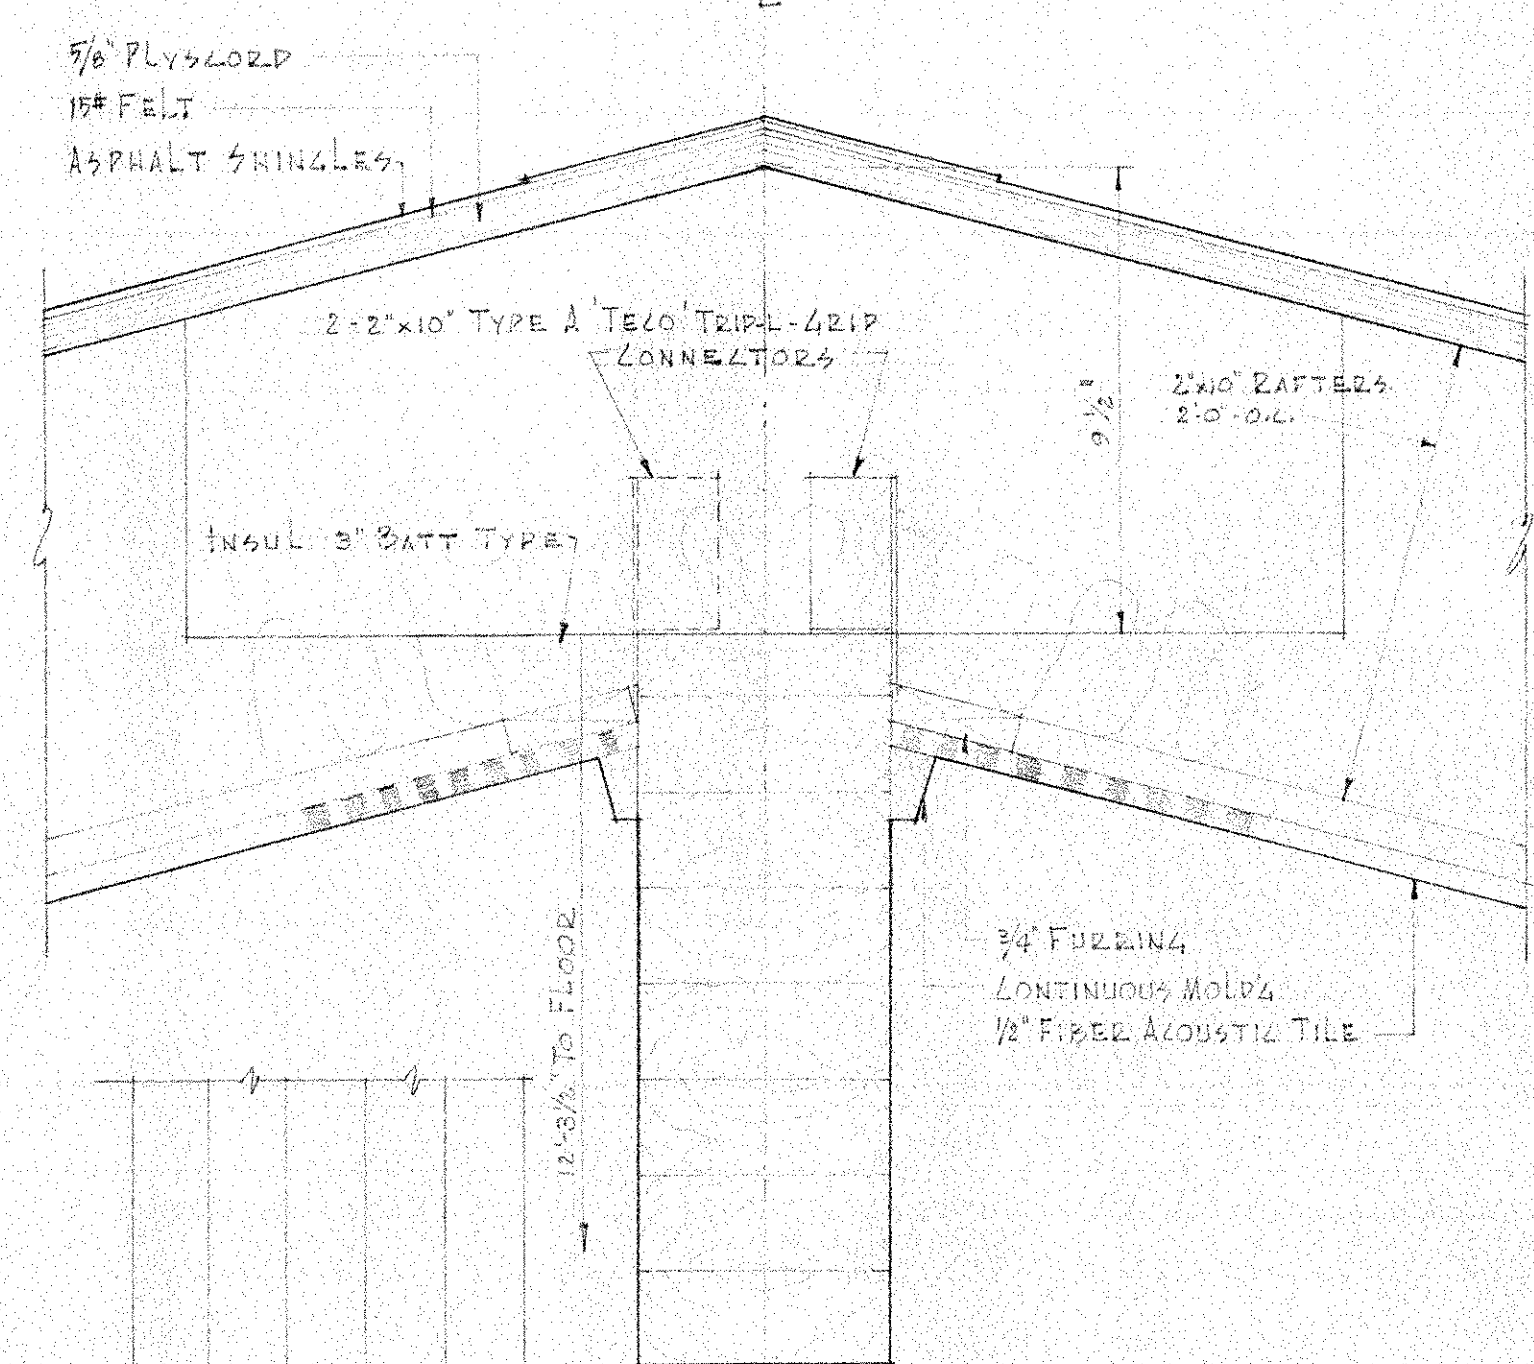 5/8" PLYSCORD
15# FELT
ASPHALT SHINGLES
2-2"x10" TYPE A 'TECO' TRIP-L-GRIP
CONNECTORS
9 1/2"
2"x10" RAFTERS
2'-0"-O.C.
INSUL 3" BATT TYPE
12'-3 1/2" TO FLOOR
3/4" FURRING
CONTINUOUS MOLD'G
1/2" FIBER ACOUSTIC TILE